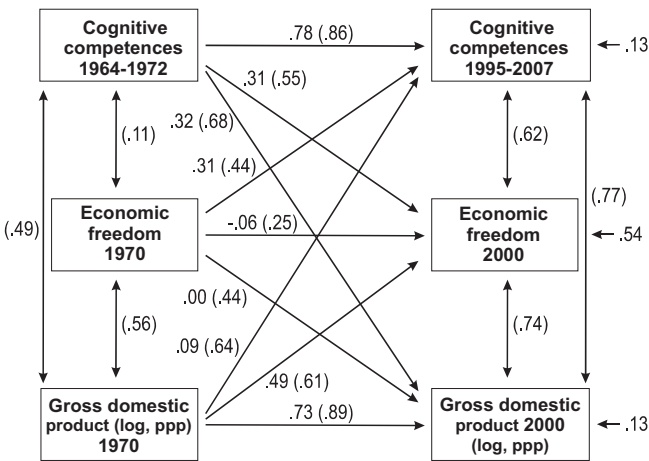 Cognitive
competences
1964-1972
.78 (.86)
Cognitive
competences
1995-2007
.13
.31 (.55)
(.11)
.32 (.68)
(.62)
.31 (.44)
(.77)
(.49)
Economic
freedom
1970
-.06 (.25)
Economic
freedom
2000
.54
.00 (.44)
(.56)
(.74)
.09 (.64)
.49 (.61)
Gross domestic
product (log, ppp)
1970
.73 (.89)
Gross domestic
product 2000
(log, ppp)
.13